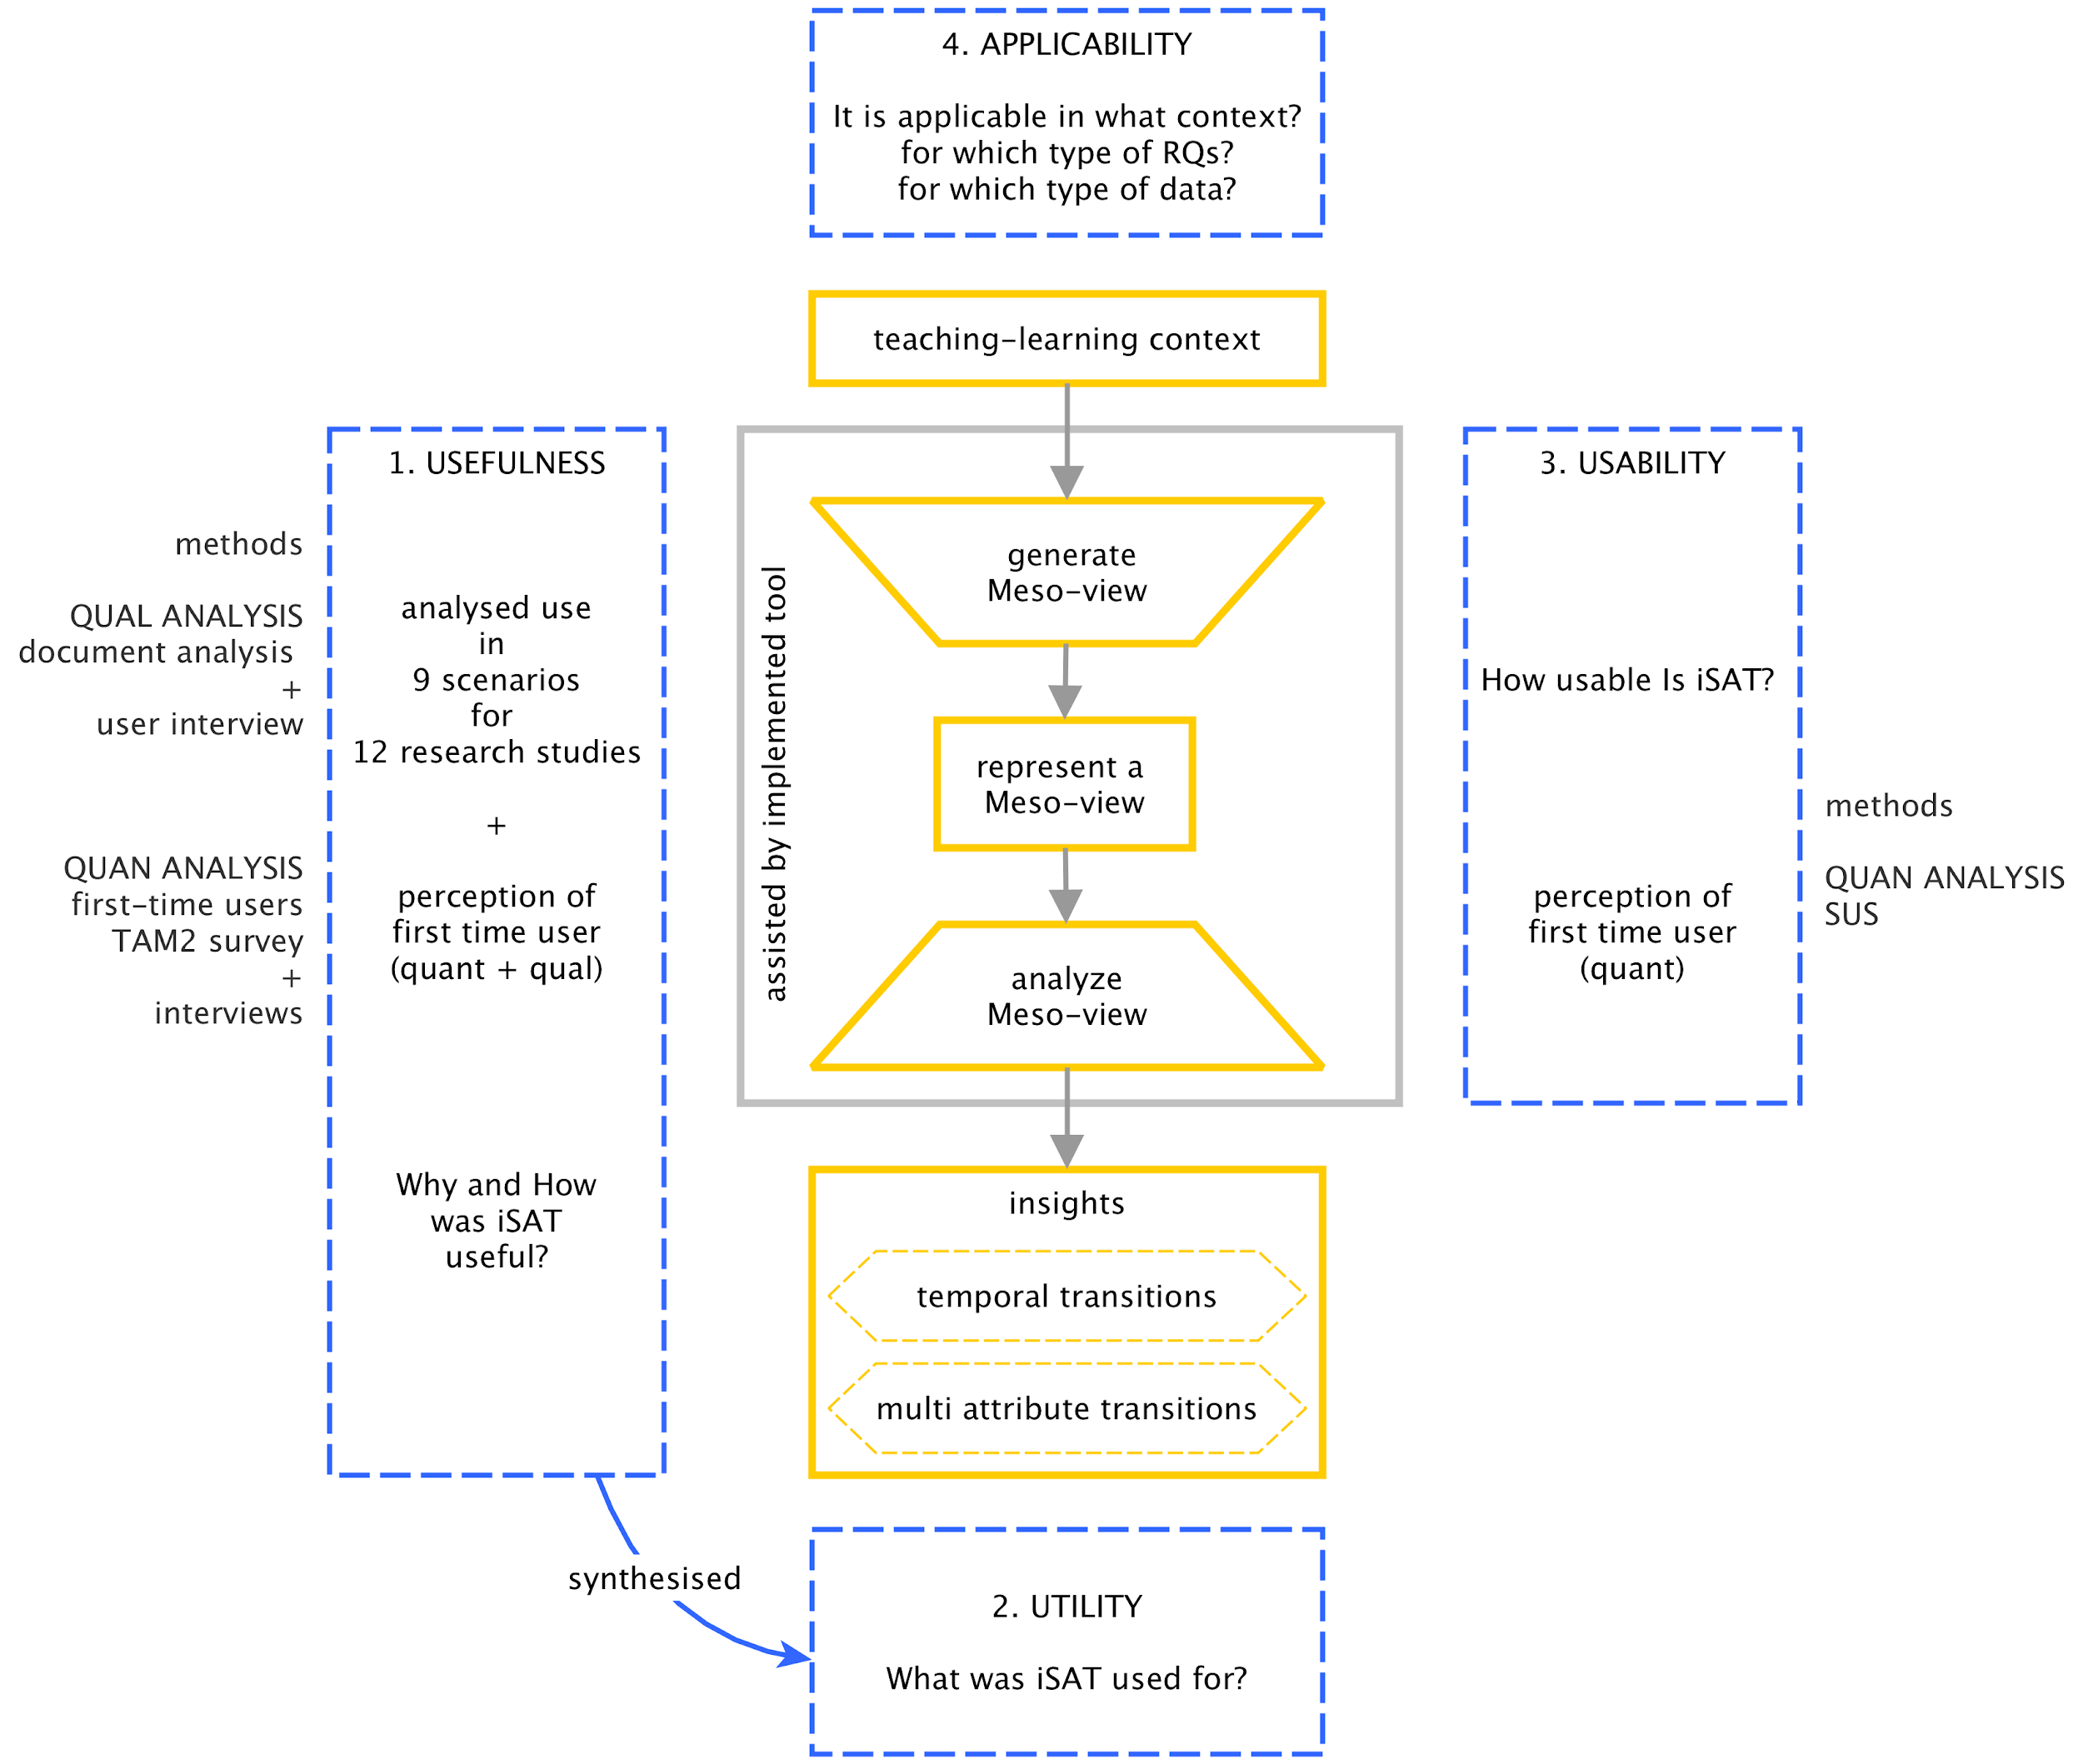 4. APPLICABILITY
It is applicable in what context?
for which type of RQs?
for which type of data?
teaching-learning context
methods
QUAL ANALYSIS
document analysis
+
user interview
QUAN ANALYSIS
first-time users
TAM2 survey
+
interviews
1. USEFULNESS
analysed use
in
9 scenarios
for
12 research studies
+
perception of
first time user
(quant + qual)
Why and How
was iSAT
useful?
assisted by implemented tool
generate
Meso-view
represent a
Meso-view
analyze
Meso-view
3. USABILITY
How usable Is iSAT?
perception of
first time user
(quant)
methods
QUAN ANALYSIS
SUS
insights
temporal transitions
multi attribute transitions
synthesised
2. UTILITY
What was iSAT used for?